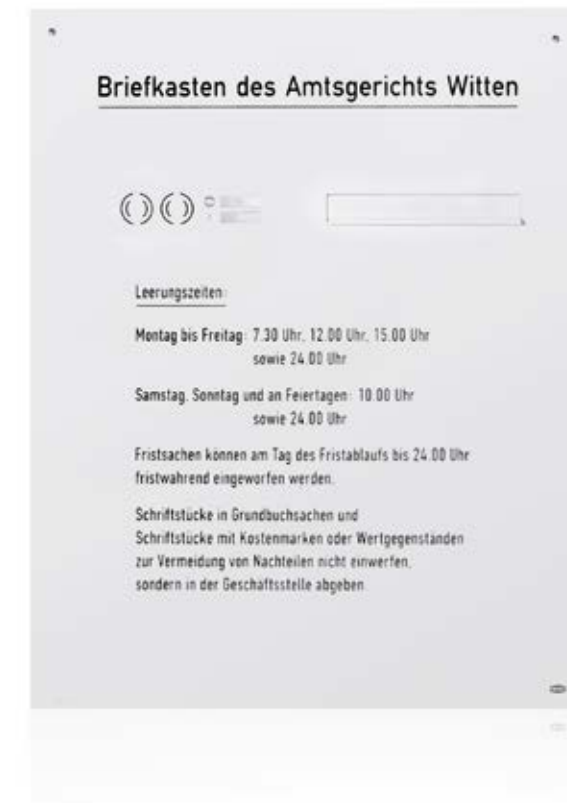 Briefkasten des Amtsgerichts Witten
Leerungszeiten:
Montag bis Freitag: 7.30 Uhr, 12.00 Uhr, 15.00 Uhr
sowie 24.00 Uhr
Samstag, Sonntag und an Feiertagen: 10.00 Uhr
sowie 24.00 Uhr
Fristsachen können am Tag des Fristablaufs bis 24.00 Uhr
fristwahrend eingeworfen werden.
Schriftstücke in Grundbuchsachen und
Schriftstücke mit Kostenmarken oder Wertgegenständen
zur Vermeidung von Nachteilen nicht einwerfen,
sondern in der Geschäftsstelle abgeben.